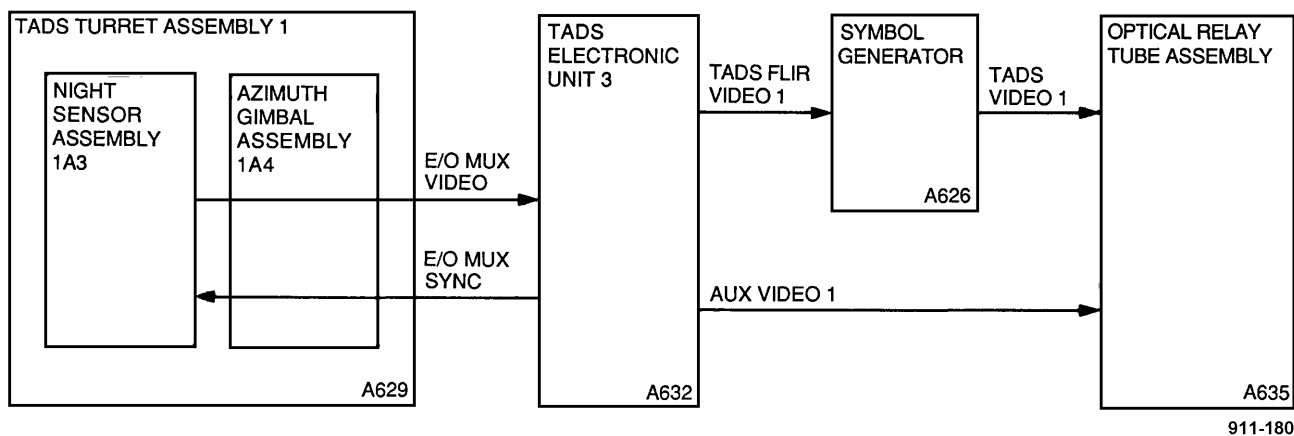 TADS TURRET ASSEMBLY 1
NIGHT
SENSOR
ASSEMBLY
1A3
AZIMUTH
GIMBAL
ASSEMBLY
1A4
A629
E/O MUX
VIDEO
E/O MUX
SYNC
TADS
ELECTRONIC
UNIT 3
A632
TADS FLIR
VIDEO 1
AUX VIDEO 1
SYMBOL
GENERATOR
A626
TADS
VIDEO 1
OPTICAL RELAY
TUBE ASSEMBLY
A635
911-180